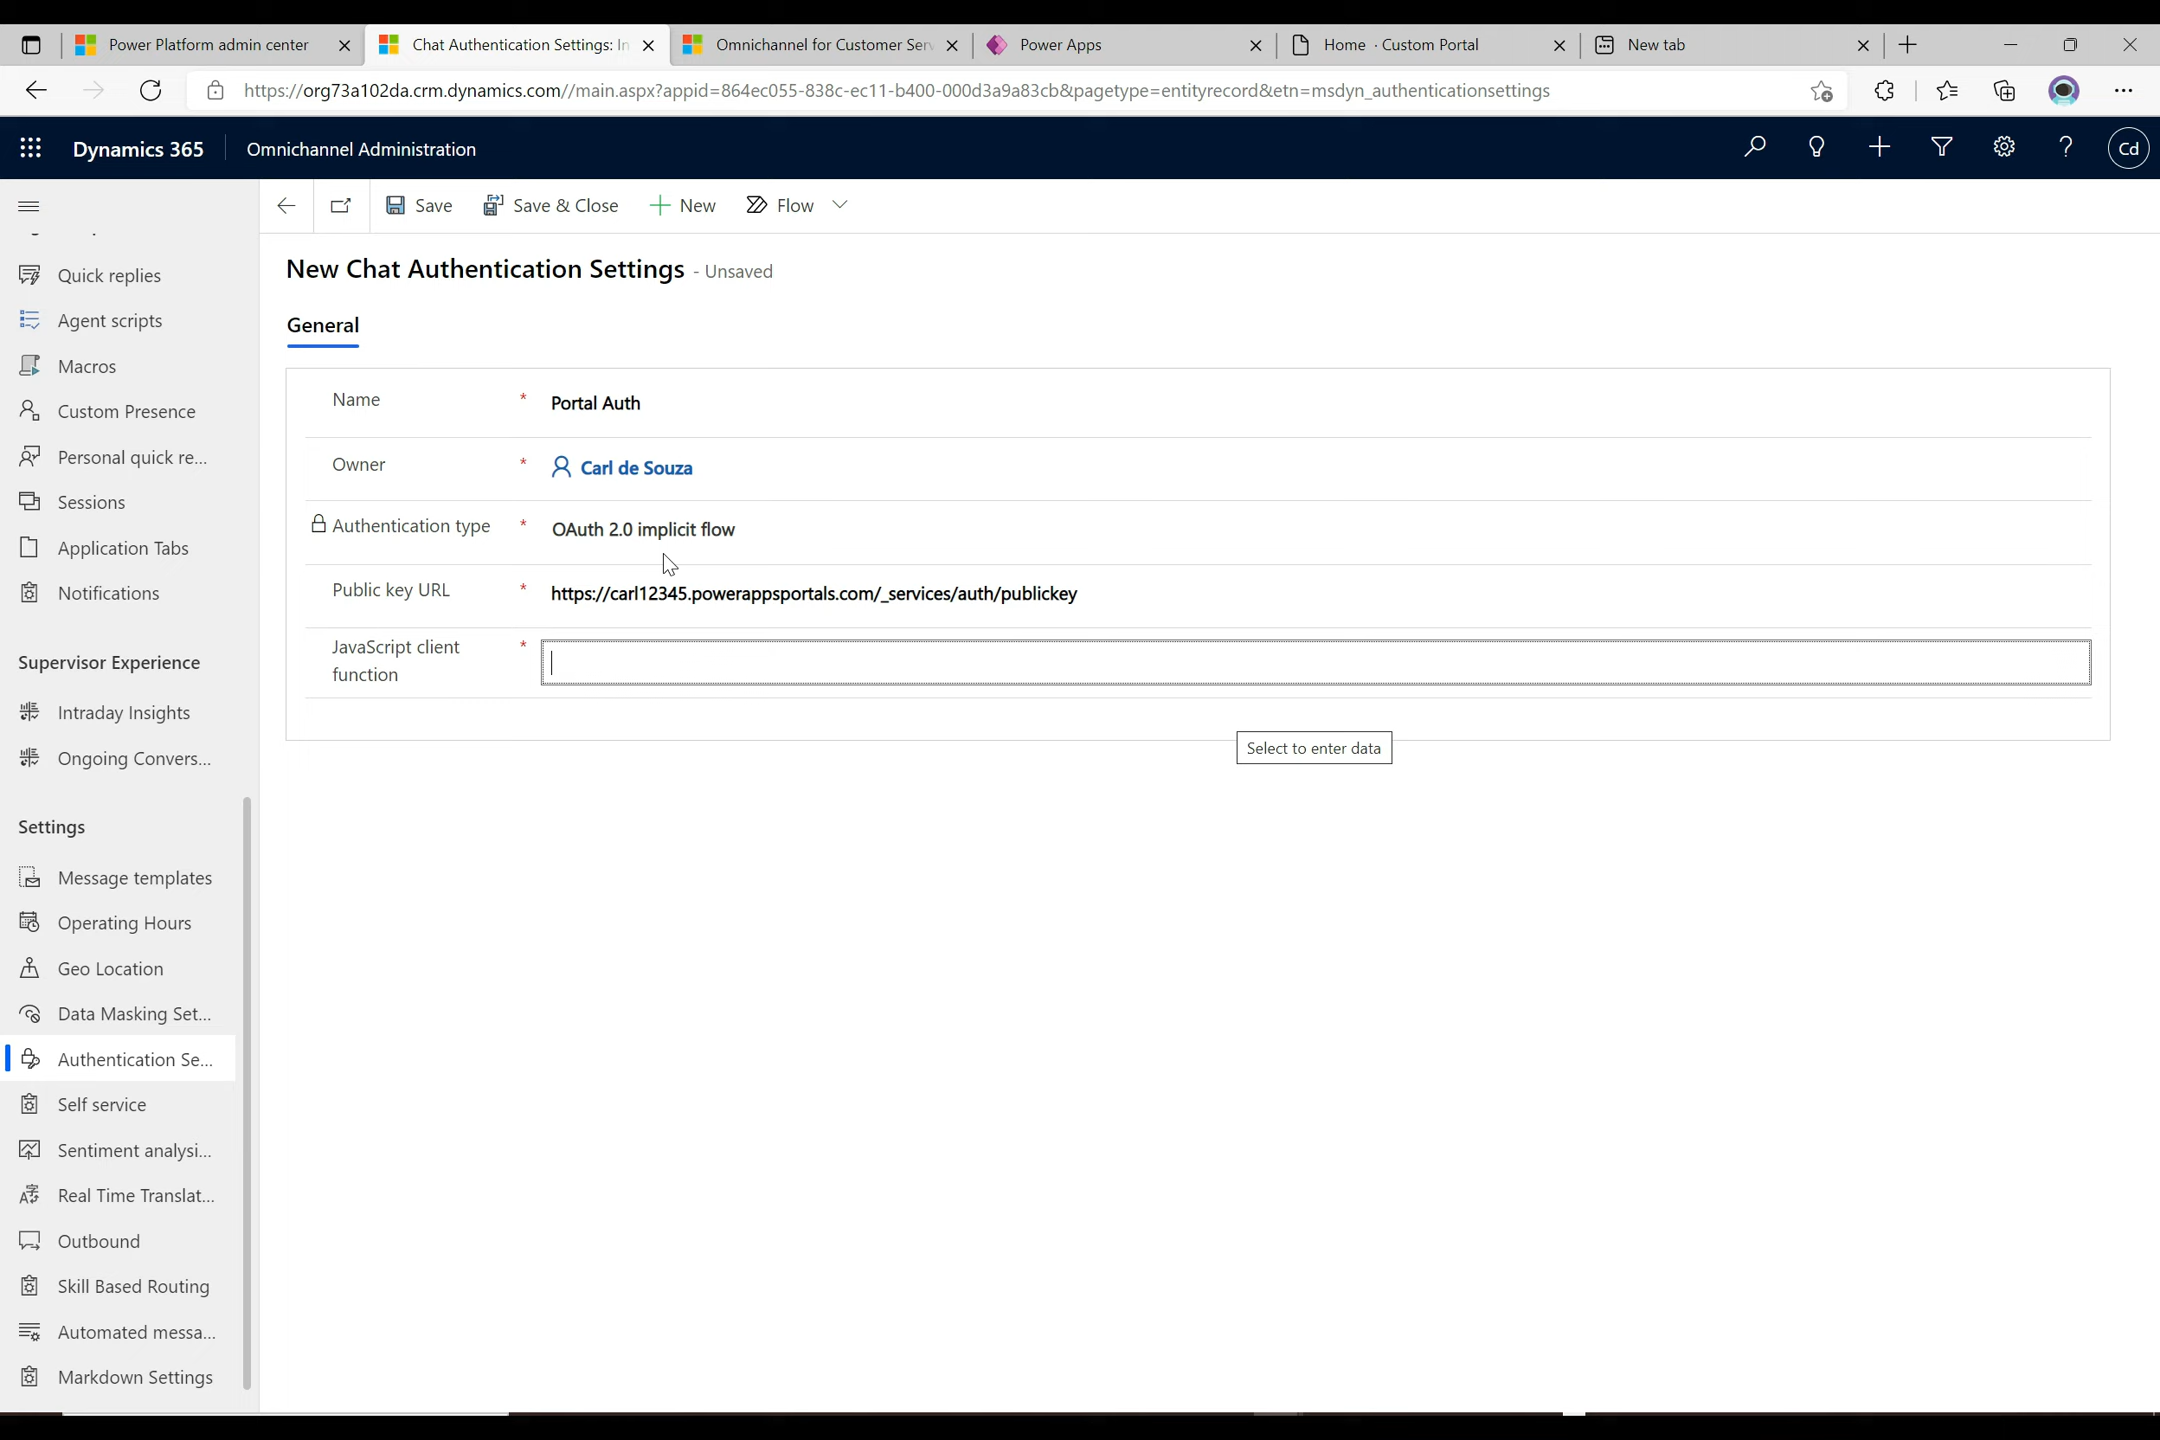 Power Platform admin center
Chat Authentication Settings: In
Omnichannel for Customer Serv
Power Apps
Home · Custom Portal
New tab
https://org73a102da.crm.dynamics.com//main.aspx?appid=864ec055-838c-ec11-b400-000d3a9a83cb&pagetype=entityrecord&etn=msdyn_authenticationsettings
Dynamics 365
Omnichannel Administration
Cd
Save
Save & Close
New
Flow
New Chat Authentication Settings - Unsaved
General
Name * Portal Auth
Owner * Carl de Souza
Authentication type * OAuth 2.0 implicit flow
Public key URL * https://carl12345.powerappsportals.com/_services/auth/publickey
JavaScript client *
function
Select to enter data
Quick replies
Agent scripts
Macros
Custom Presence
Personal quick re...
Sessions
Application Tabs
Notifications
Supervisor Experience
Intraday Insights
Ongoing Convers...
Settings
Message templates
Operating Hours
Geo Location
Data Masking Set...
Authentication Se...
Self service
Sentiment analysi...
Real Time Translat...
Outbound
Skill Based Routing
Automated messa...
Markdown Settings